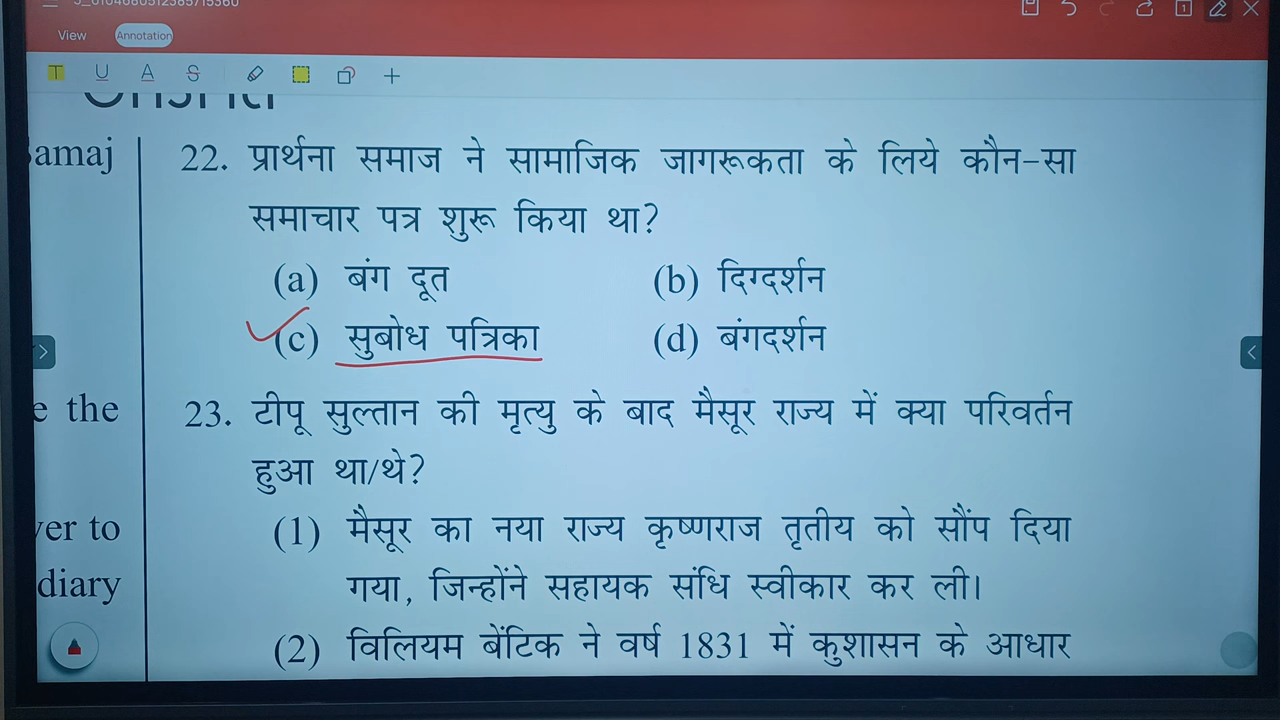 View Annotation
T U A S
Samaj
22. प्रार्थना समाज ने सामाजिक जागरूकता के लिये कौन-सा
समाचार पत्र शुरू किया था?
(a) बंग दूत (b) दिग्दर्शन
(c) सुबोध पत्रिका (d) बंगदर्शन
e the
23. टीपू सुल्तान की मृत्यु के बाद मैसूर राज्य में क्या परिवर्तन
हुआ था/थे?
ver to
(1) मैसूर का नया राज्य कृष्णराज तृतीय को सौंप दिया
diary
गया, जिन्होंने सहायक संधि स्वीकार कर ली।
(2) विलियम बेंटिक ने वर्ष 1831 में कुशासन के आधार